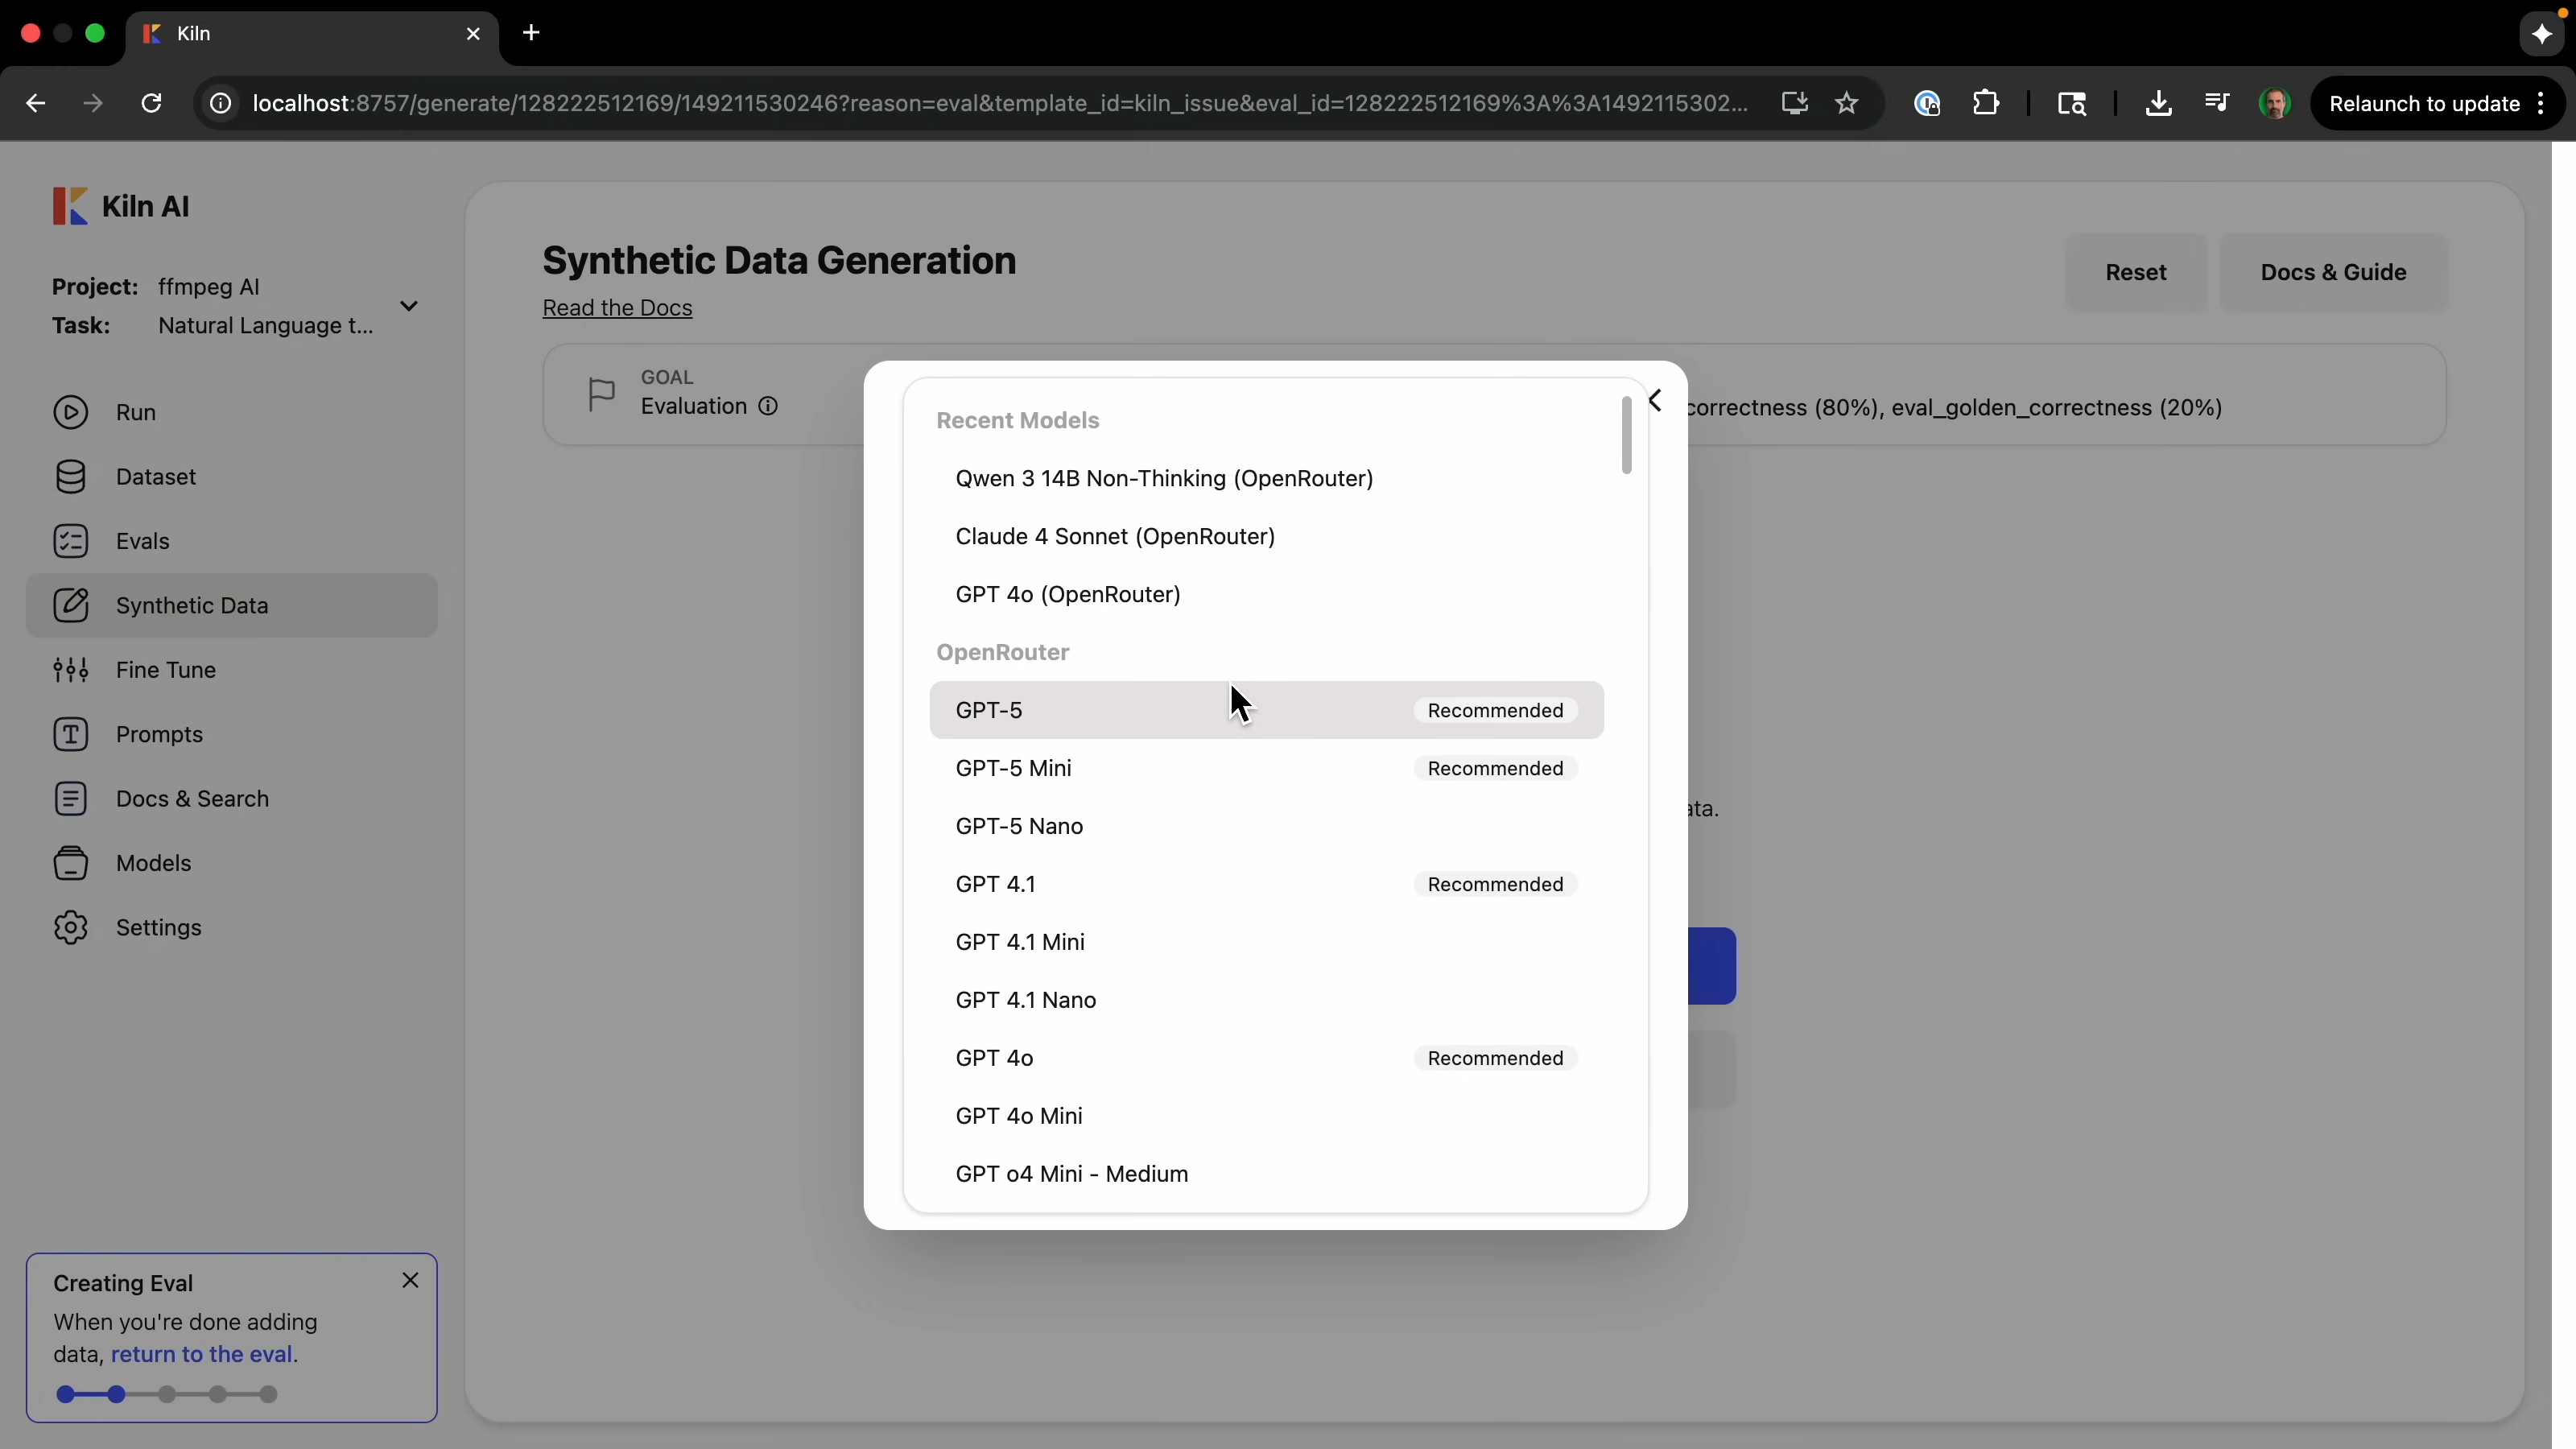 Kiln
localhost:8757/generate/128222512169/149211530246?reason=eval&template_id=kiln_issue&eval_id=128222512169%3A%3A1492115302...
Relaunch to update
Kiln AI
Project: ffmpeg AI
Task: Natural Language t...
Run
Dataset
Evals
Synthetic Data
Fine Tune
Prompts
Docs & Search
Models
Settings
Creating Eval
When you're done adding
data, return to the eval.
Synthetic Data Generation
Read the Docs
Reset
Docs & Guide
GOAL
Evaluation
correctness (80%), eval_golden_correctness (20%)
Recent Models
Qwen 3 14B Non-Thinking (OpenRouter)
Claude 4 Sonnet (OpenRouter)
GPT 4o (OpenRouter)
OpenRouter
GPT-5 Recommended
GPT-5 Mini Recommended
GPT-5 Nano
GPT 4.1 Recommended
GPT 4.1 Mini
GPT 4.1 Nano
GPT 4o Recommended
GPT 4o Mini
GPT o4 Mini - Medium
ata.